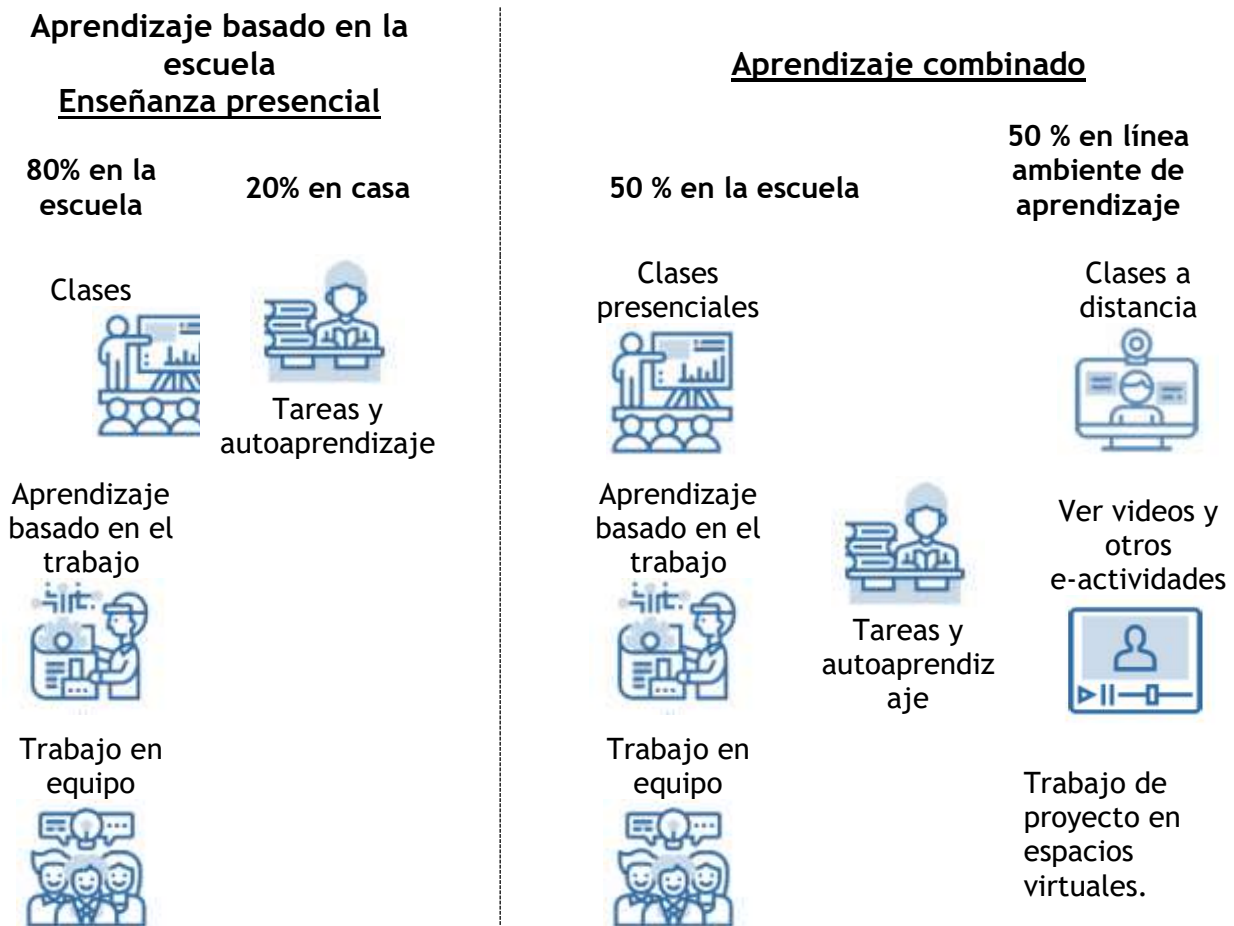 Aprendizaje basado en la
escuela
Enseñanza presencial
80% en la
escuela
20% en casa
Clases
Tareas y
autoaprendizaje
Aprendizaje
basado en el
trabajo
Trabajo en
equipo
Aprendizaje combinado
50 % en la escuela
50 % en línea
ambiente de
aprendizaje
Clases
presenciales
Aprendizaje
basado en el
trabajo
Trabajo en
equipo
Tareas y
autoaprendiz
aje
Clases a
distancia
Ver videos y
otros
e-actividades
Trabajo de
proyecto en
espacios
virtuales.